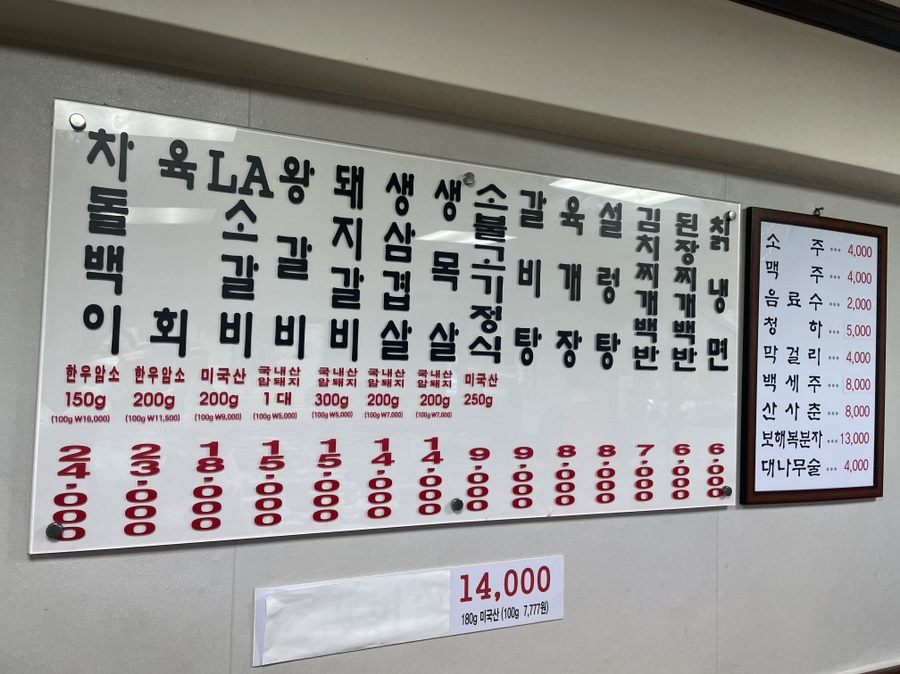 차돌백이
한우암소
150g
(100g ₩16,000)
24,000
육회
한우암소
200g
(100g ₩11,500)
23,000
LA소갈비
미국산
200g
(100g ₩9,000)
18,000
왕갈비
국내산
암돼지
1대
(100g ₩5,000)
15,000
돼지갈비
국내산
암돼지
300g
(100g ₩5,000)
15,000
생삼겹살
국내산
암돼지
200g
(100g ₩7,000)
14,000
생목살
국내산
암돼지
200g
(100g ₩7,000)
14,000
소불고기정식
미국산
250g
9,000
갈비탕
9,000
육개장
8,000
설렁탕
8,000
김치찌개백반
7,000
된장찌개백반
6,000
칡냉면
6,000
소주 ··· 4,000
맥주 ··· 4,000
음료수 ··· 2,000
청하 ··· 5,000
막걸리 ··· 4,000
백세주 ··· 8,000
산사춘 ··· 8,000
보해복분자 ··· 13,000
대나무술 ··· 4,000
14,000
180g 미국산 (100g 7,777원)